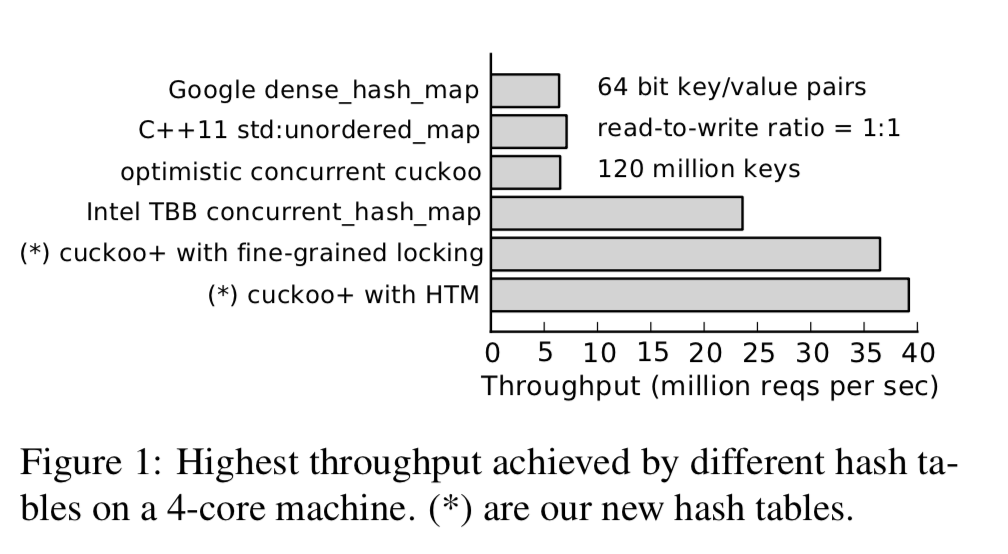 Google dense_hash_map
64 bit key/value pairs
C++11 std:unordered_map
read-to-write ratio = 1:1
optimistic concurrent cuckoo
120 million keys
Intel TBB concurrent_hash_map
(*) cuckoo+ with fine-grained locking
(*) cuckoo+ with HTM
0 5 10 15 20 25 30 35 40
Throughput (million reqs per sec)
Figure 1: Highest throughput achieved by different hash ta-
bles on a 4-core machine. (*) are our new hash tables.